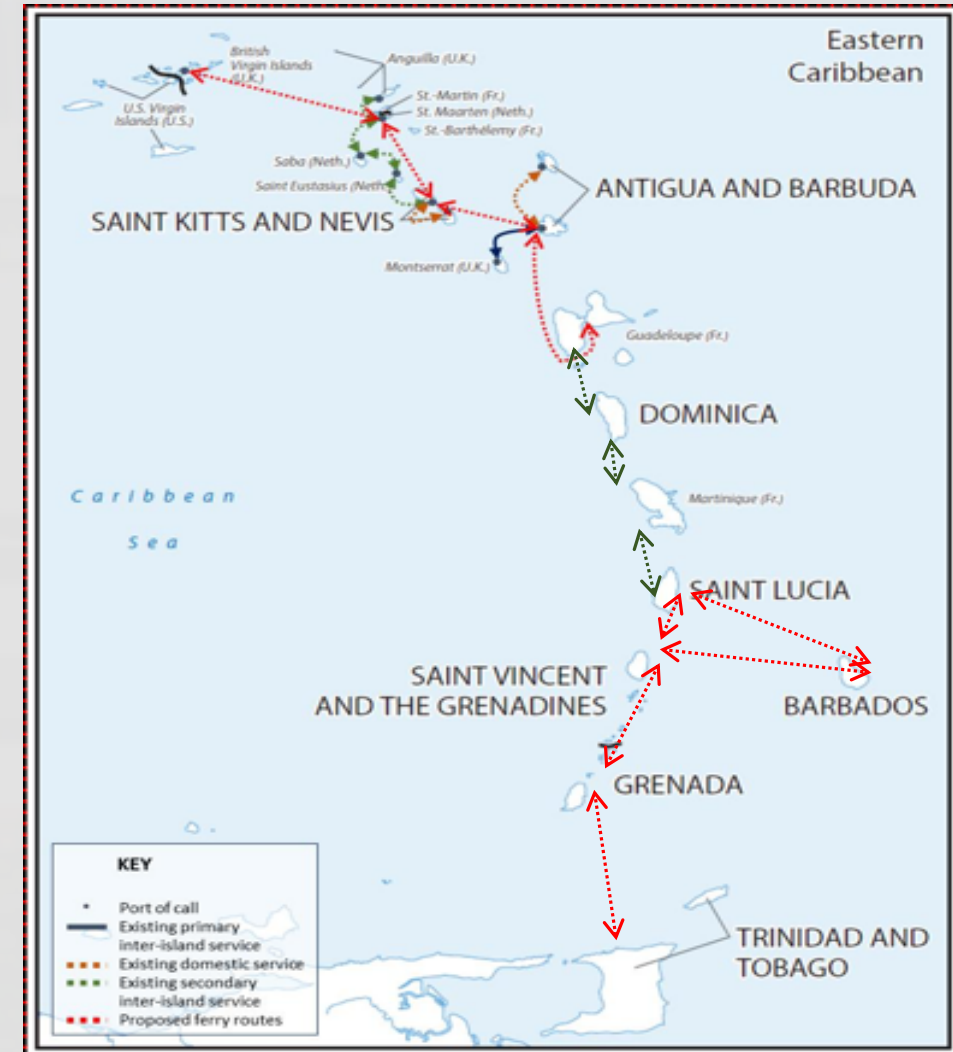 Eastern
Caribbean
British
Virgin Islands
(U.K.)
Anguilla (U.K.)
St.-Martin (Fr.)
St. Maarten (Neth.)
St.-Barthélemy (Fr.)
U.S. Virgin
Islands (U.S.)
Saba (Neth.)
Saint Eustasius (Neth.
ANTIGUA AND BARBUDA
SAINT KITTS AND NEVIS
Montserrat (U.K.)
Guadeloupe (Fr.)
DOMINICA
Caribbean
Sea
Martinique (Fr.)
SAINT LUCIA
SAINT VINCENT
AND THE GRENADINES
BARBADOS
GRENADA
KEY
Port of call
Existing primary
inter-island service
Existing domestic service
Existing secondary
inter-island service
Proposed ferry routes
TRINIDAD AND
TOBAGO